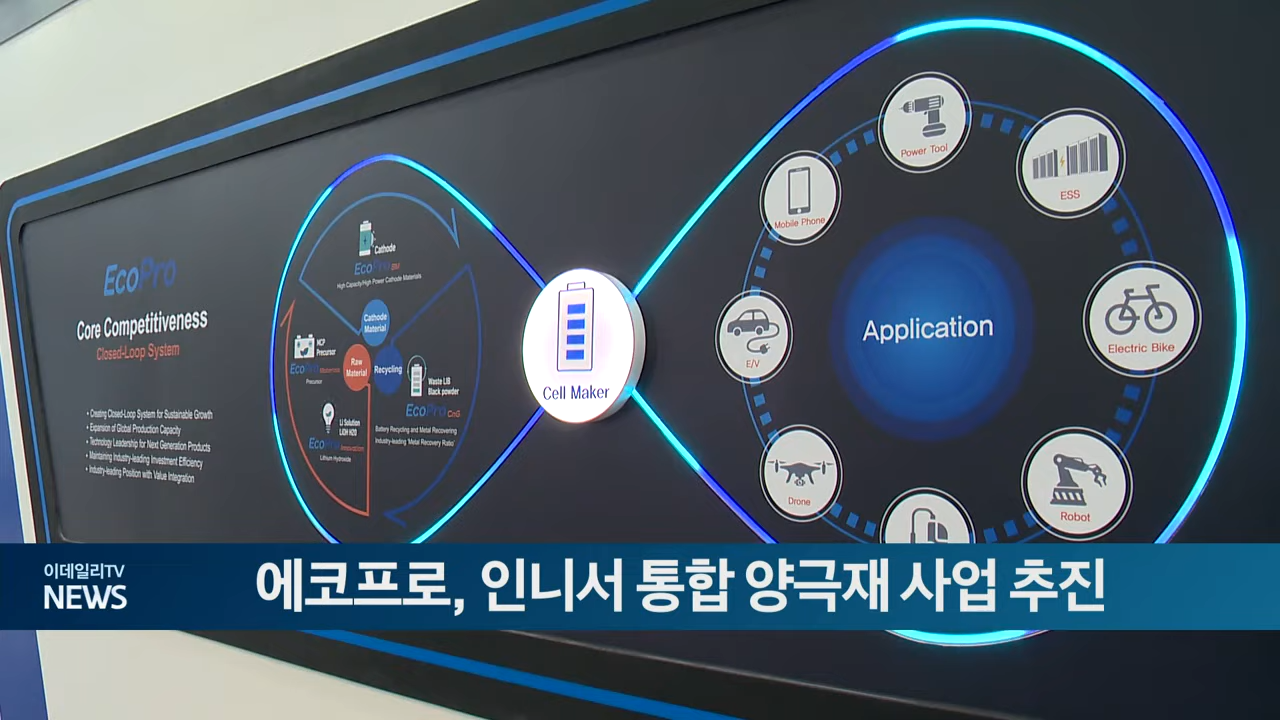 EcoPro
Core Competitiveness
Closed-Loop System
• Creating Closed-Loop System for Sustainable Growth
• Expansion of Global Production Capacity
• Technology Leadership for Next Generation Products
• Maintaining Industry-leading Investment Efficiency
• Industry-leading Position with Value Integration
Cathode
EcoPro BM
High Capacity/High Power Cathode Materials
Cathode
Material
Raw
Material
Recycling
NCP
Precursor
EcoPro Materials
Precursor
Li Solution
LiOH H2O
EcoPro Innovation
Lithium Hydroxide
Waste LIB
Black powder
EcoPro CnG
Battery Recycling and Metal Recovering
Industry-leading 'Metal Recovery Ratio'
Cell Maker
Application
Power Tool
ESS
Mobile Phone
E/V
Electric Bike
Drone
Robot
이데일리TV
NEWS
에코프로, 인니서 통합 양극재 사업 추진